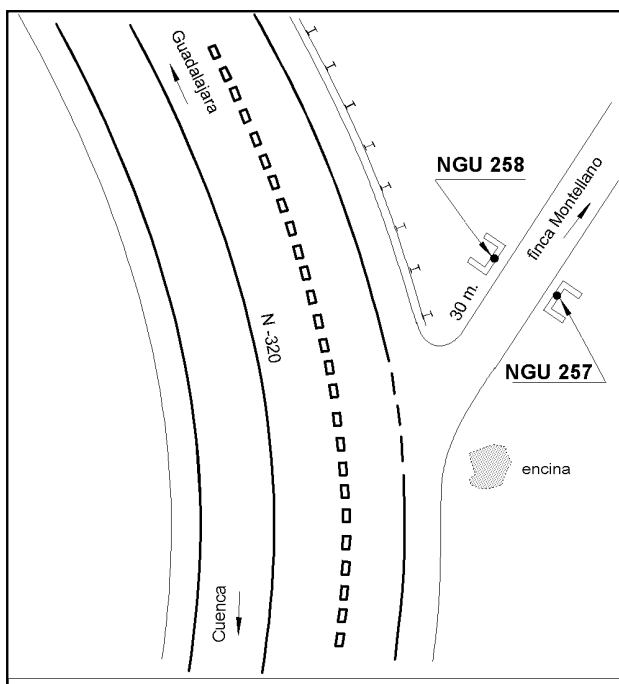 Guadalajara
NGU 258
finca Montellano
30 m.
N -320
NGU 257
encina
Cuenca